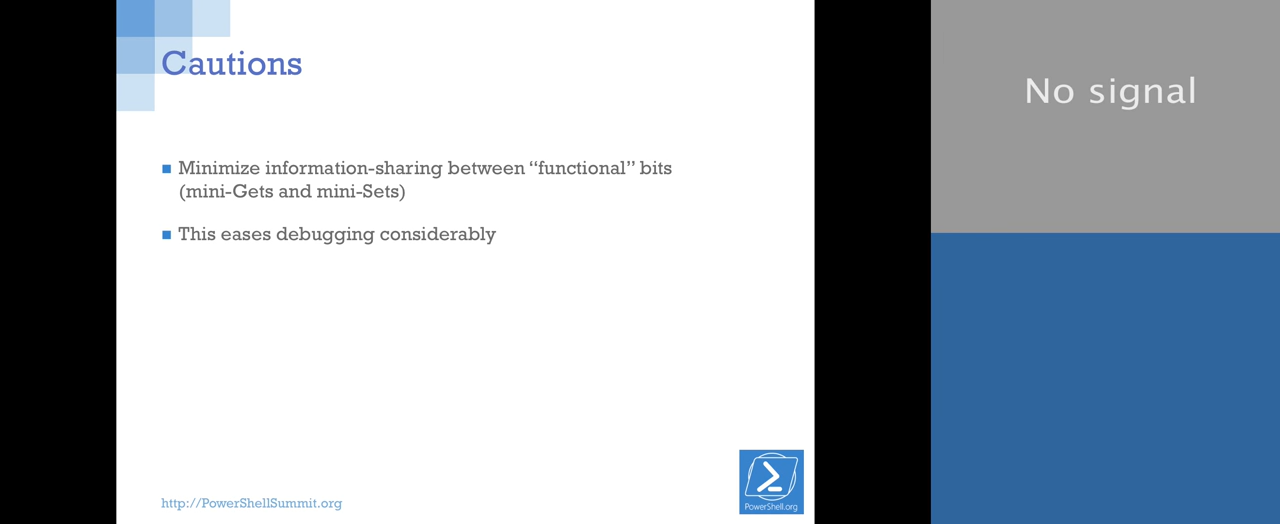 Cautions
Minimize information-sharing between “functional” bits
(mini-Gets and mini-Sets)
This eases debugging considerably
http://PowerShellSummit.org
PowerShell.org
No signal